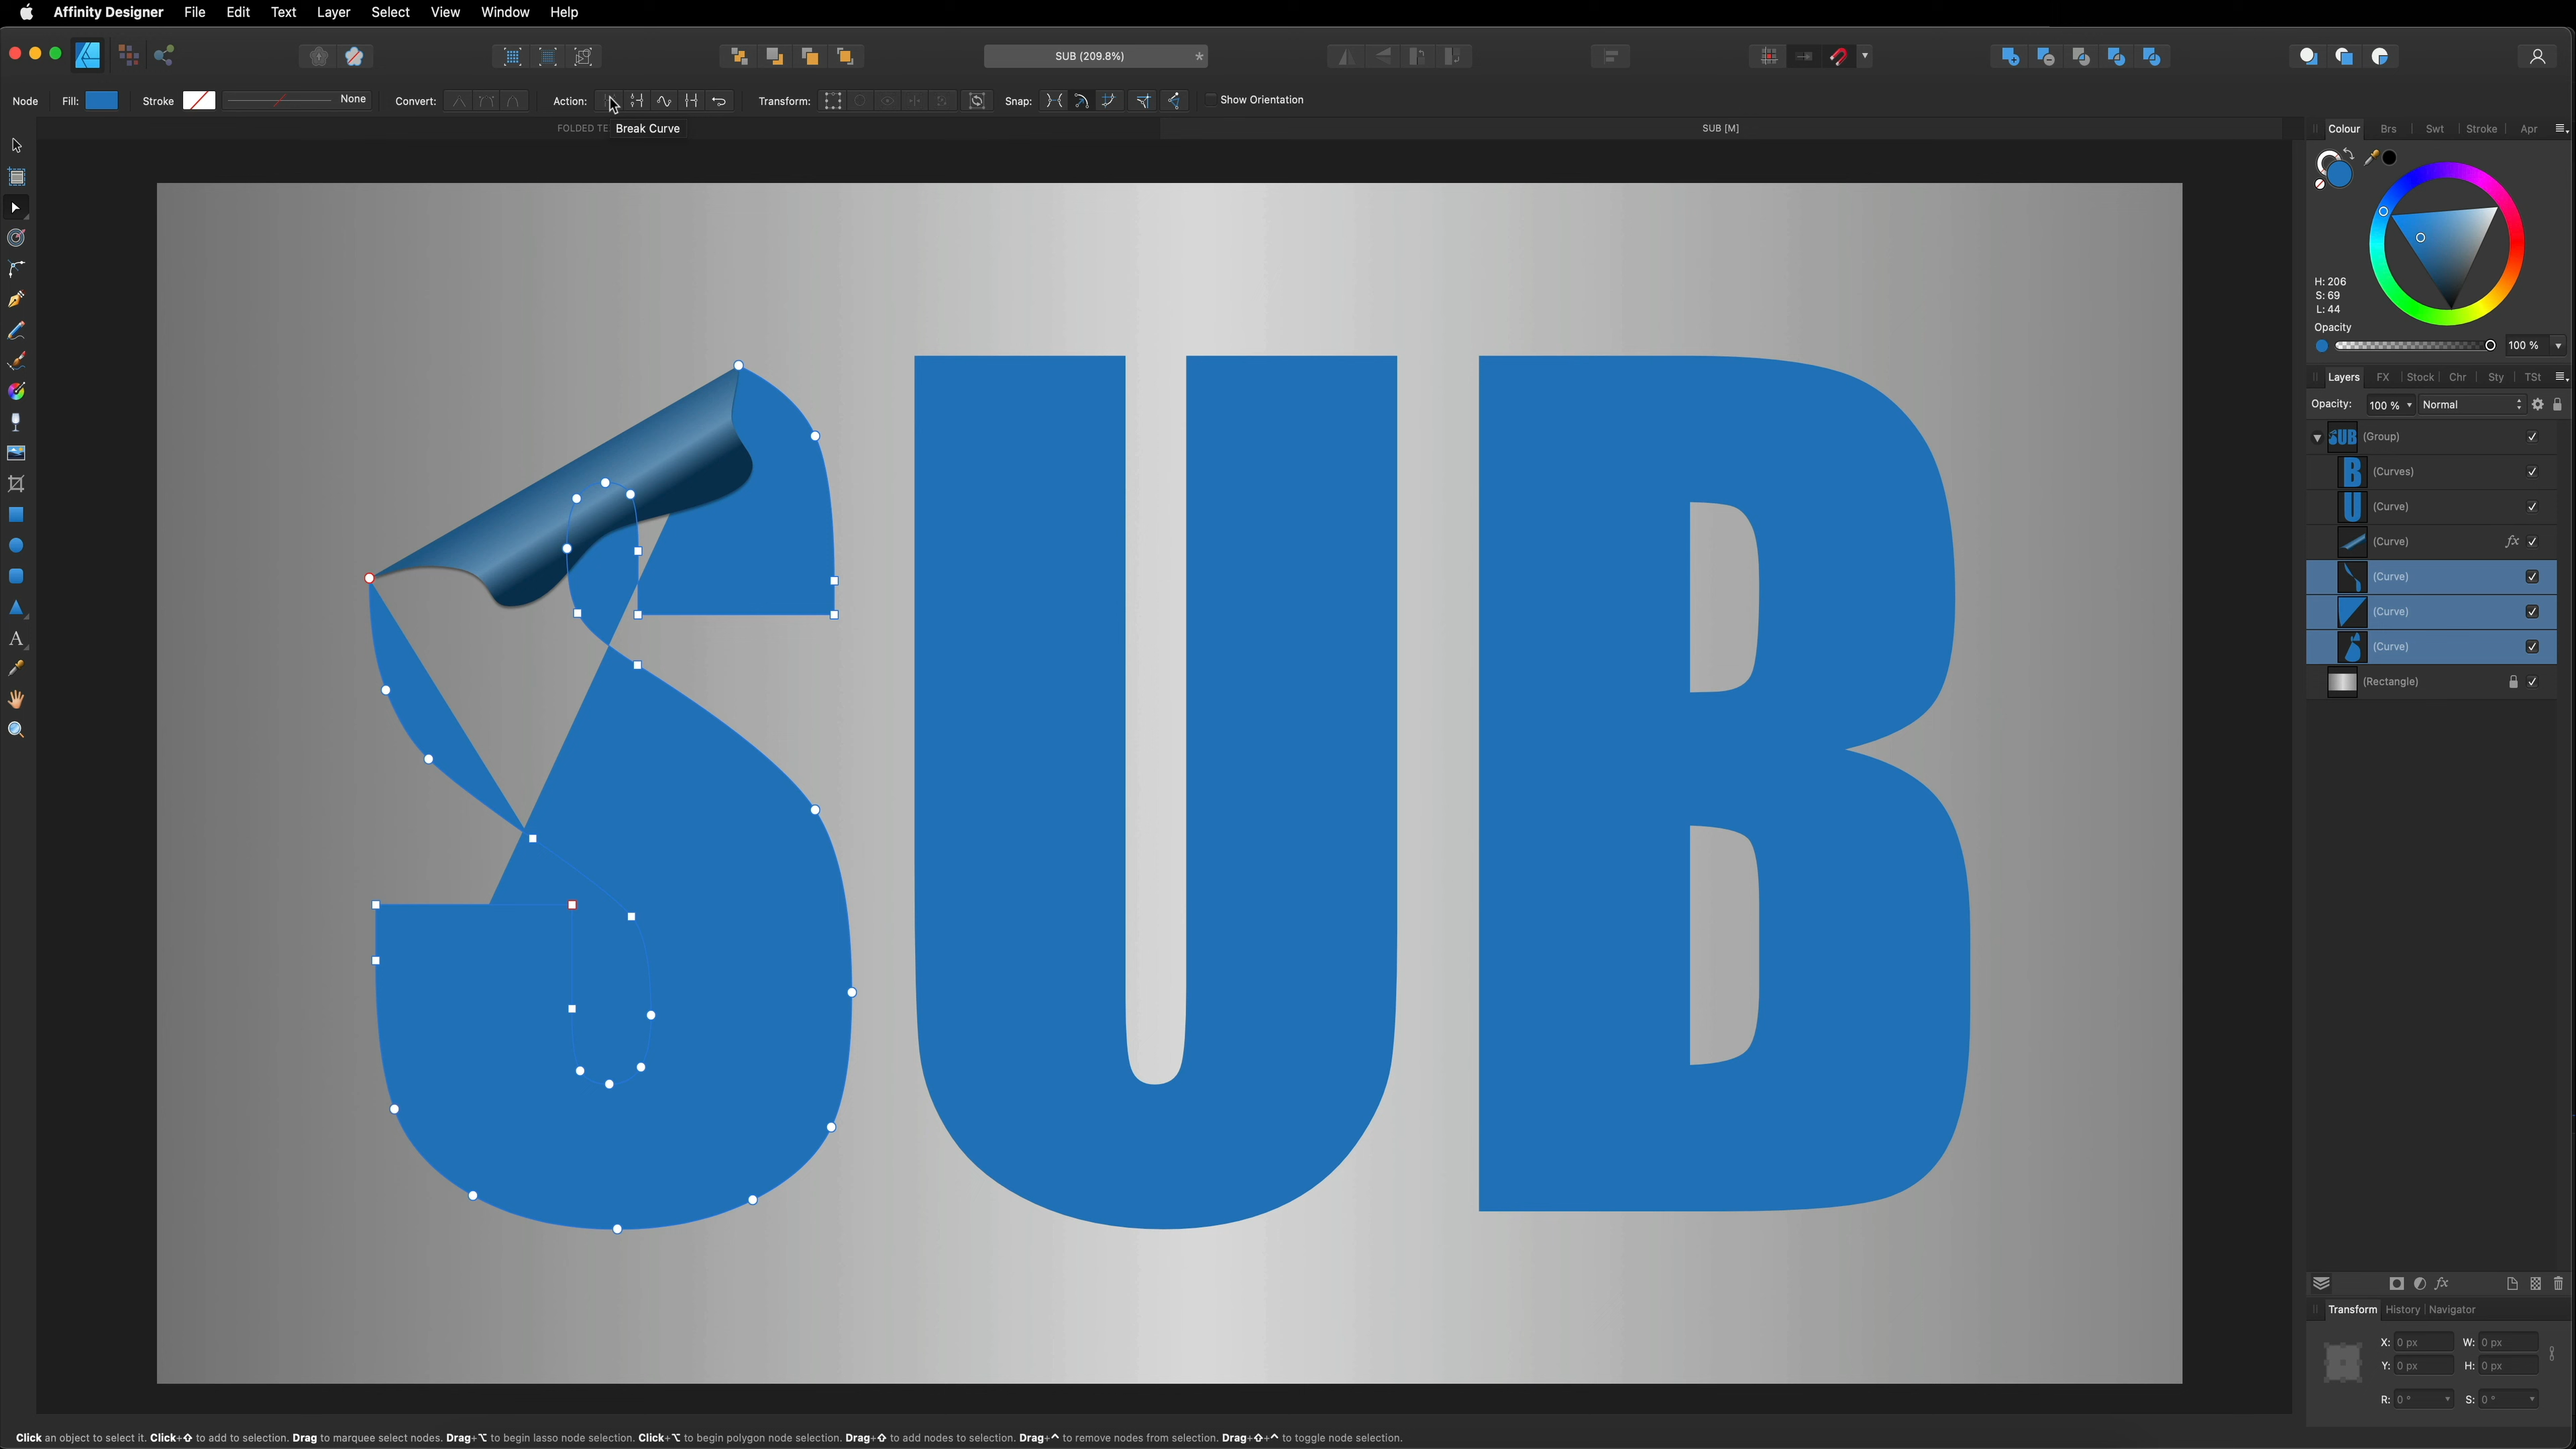 Affinity Designer File Edit Text Layer Select View Window Help
SUB (209.8%) *
Node Fill: Stroke None Convert: Action: Transform: Snap: Show Orientation
FOLDED TE Break Curve SUB [M]
Colour Brs Swt Stroke Apr
H: 206
S: 69
L: 44
Opacity
100 %
Layers FX Stock Chr Sty TSt
Opacity: 100 % Normal
SUB (Group)
B (Curves)
U (Curve)
(Curve) fx
(Curve)
(Curve)
(Curve)
(Rectangle)
A
SUB
fx
Transform History Navigator
X: 0 px W: 0 px
Y: 0 px H: 0 px
R: 0 ° S: 0 °
Click an object to select it. Click+⇧ to add to selection. Drag to marquee select nodes. Drag+⌥ to begin lasso node selection. Click+⌥ to begin polygon node selection. Drag+⇧ to add nodes to selection. Drag+⌃ to remove nodes from selection. Drag+⇧+⌃ to toggle node selection.